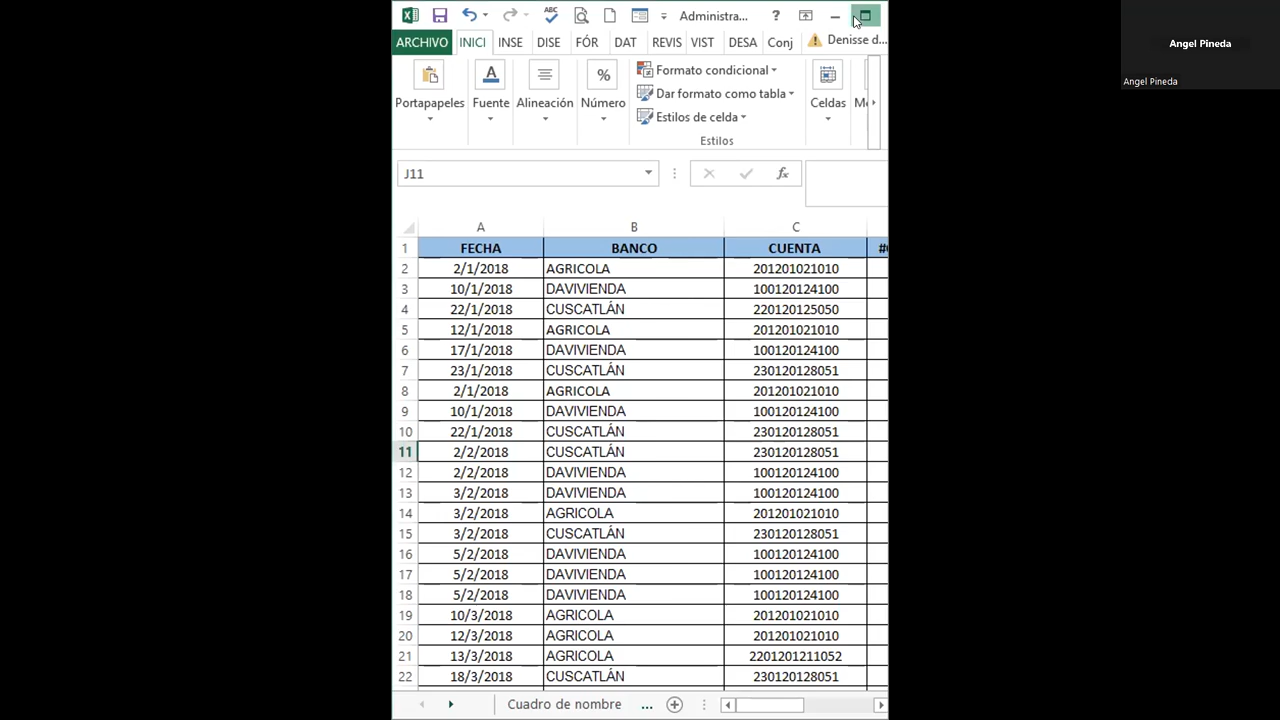 Administra... ?
ARCHIVO INICI INSE DISE FÓR DAT REVIS VIST DESA Conj Denisse d...
Portapapeles Fuente Alineación Número Celdas
Formato condicional
Dar formato como tabla
Estilos de celda
Estilos
J11 fx
A B C
1 FECHA BANCO CUENTA
2 2/1/2018 AGRICOLA 201201021010
3 10/1/2018 DAVIVIENDA 100120124100
4 22/1/2018 CUSCATLÁN 220120125050
5 12/1/2018 AGRICOLA 201201021010
6 17/1/2018 DAVIVIENDA 100120124100
7 23/1/2018 CUSCATLÁN 230120128051
8 2/1/2018 AGRICOLA 201201021010
9 10/1/2018 DAVIVIENDA 100120124100
10 22/1/2018 CUSCATLÁN 230120128051
11 2/2/2018 CUSCATLÁN 230120128051
12 2/2/2018 DAVIVIENDA 100120124100
13 3/2/2018 DAVIVIENDA 100120124100
14 3/2/2018 AGRICOLA 201201021010
15 3/2/2018 CUSCATLÁN 230120128051
16 5/2/2018 DAVIVIENDA 100120124100
17 5/2/2018 DAVIVIENDA 100120124100
18 5/2/2018 DAVIVIENDA 100120124100
19 10/3/2018 AGRICOLA 201201021010
20 12/3/2018 AGRICOLA 201201021010
21 13/3/2018 AGRICOLA 2201201211052
22 18/3/2018 CUSCATLÁN 230120128051
Cuadro de nombre ...
Angel Pineda
Angel Pineda